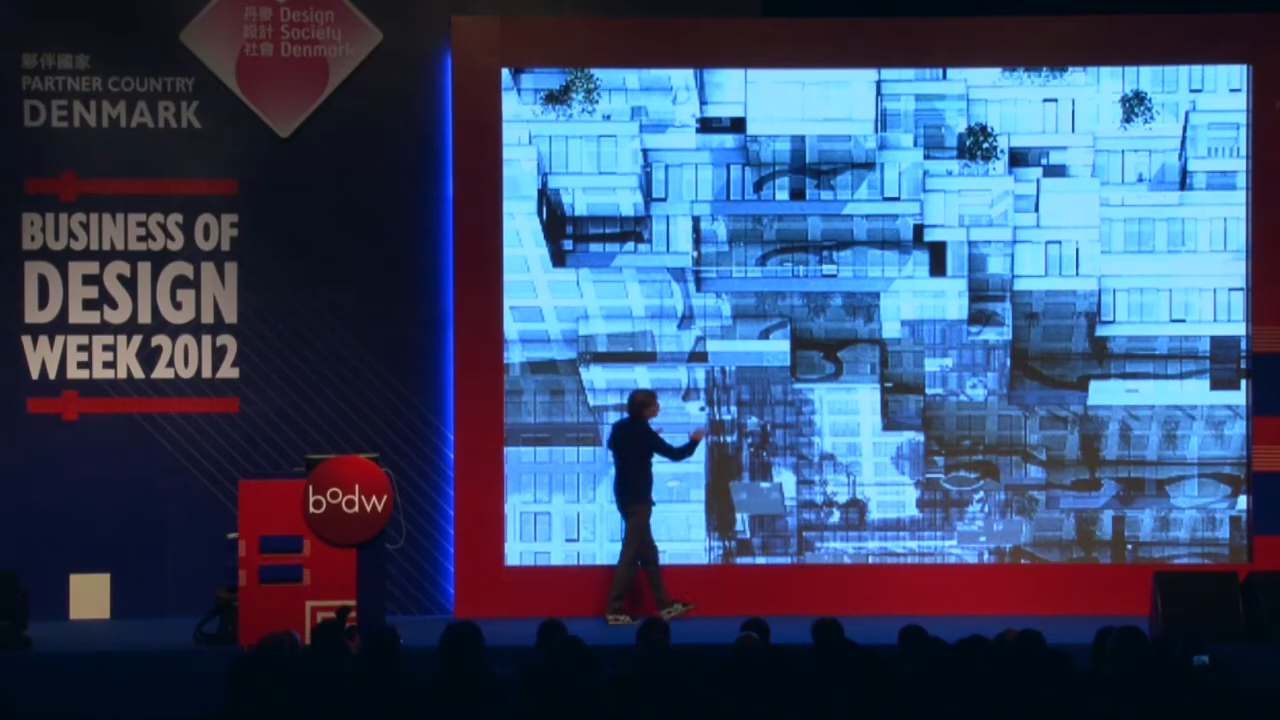 丹麥 Design
設計 Society
社會 Denmark
夥伴國家
PARTNER COUNTRY
DENMARK
BUSINESS OF
DESIGN
WEEK 2012
bodw